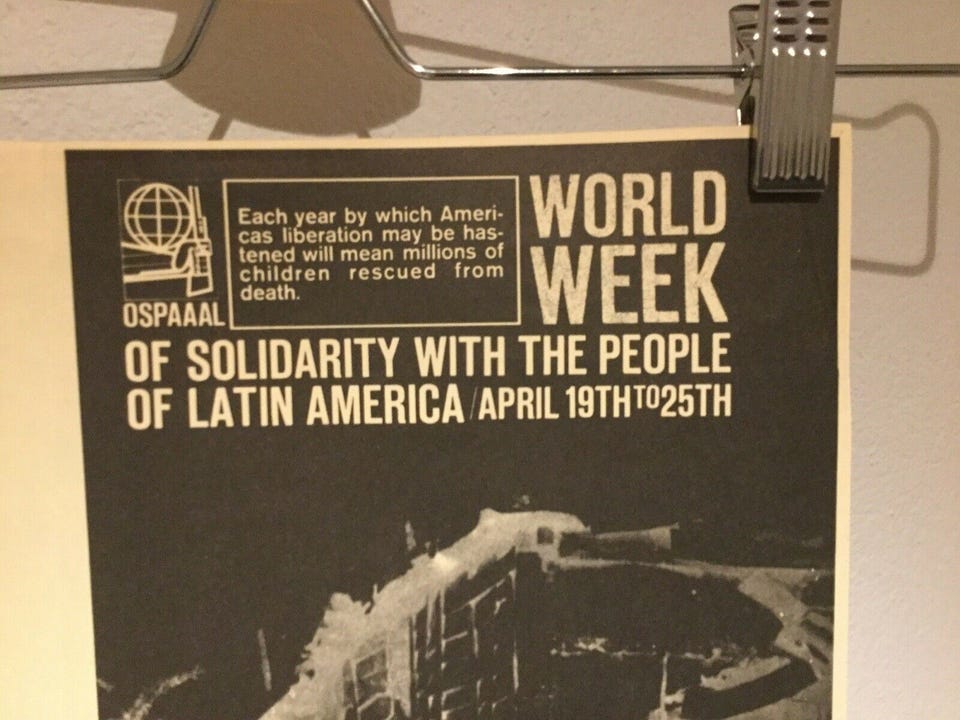 Each year by which Ameri-
cas liberation may be has-
tened will mean millions of
children rescued from
death.
OSPAAAL
WORLD
WEEK
OF SOLIDARITY WITH THE PEOPLE
OF LATIN AMERICA / APRIL 19TH TO 25TH